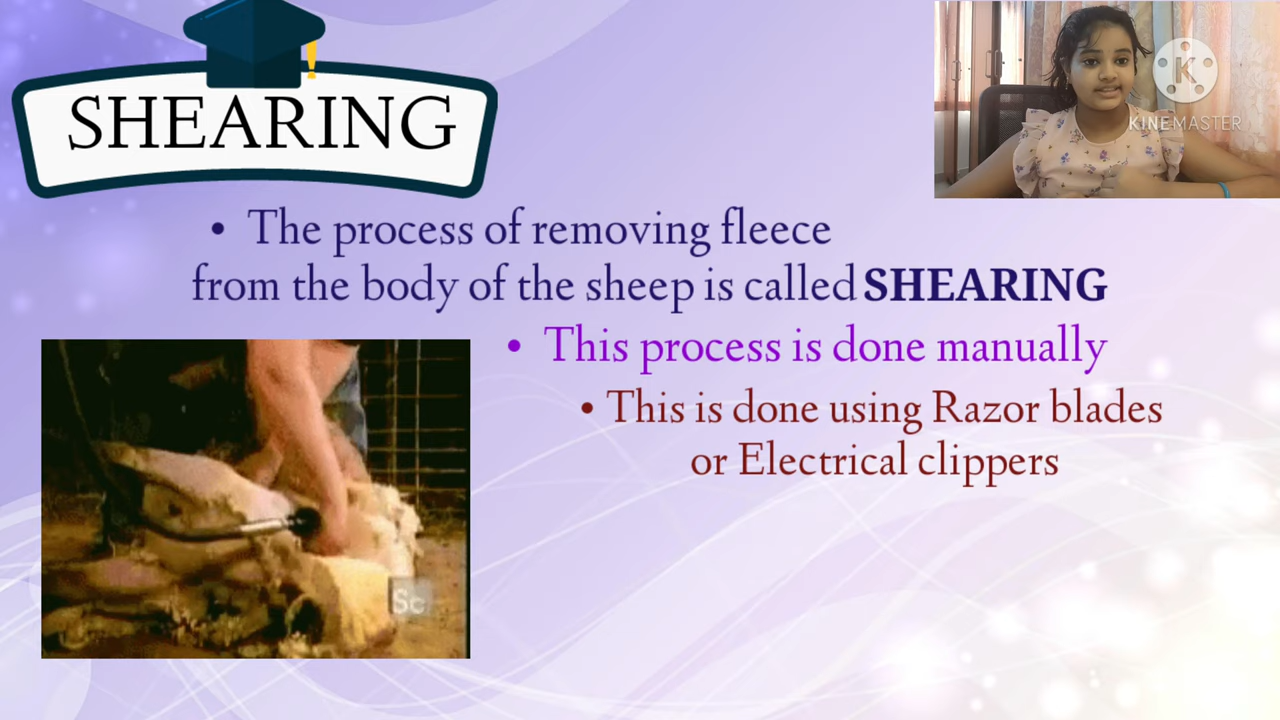 SHEARING
K
KINEMASTER
• The process of removing fleece
from the body of the sheep is called SHEARING
• This process is done manually
• This is done using Razor blades
or Electrical clippers
Sc